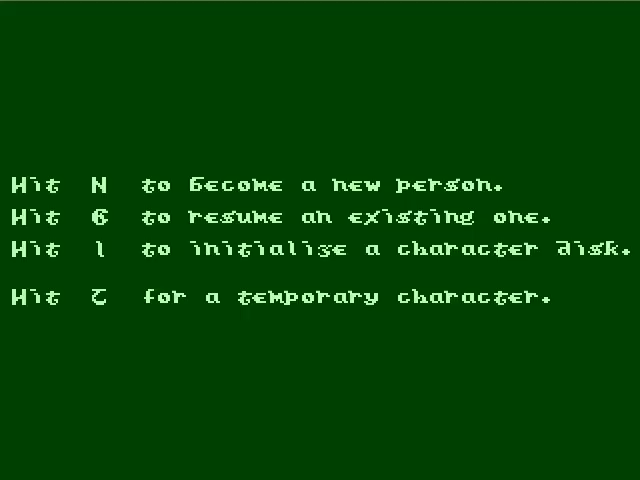 Hit N to become a new person.
Hit R to resume an existing one.
Hit I to initialize a character disk.
Hit T for a temporary character.